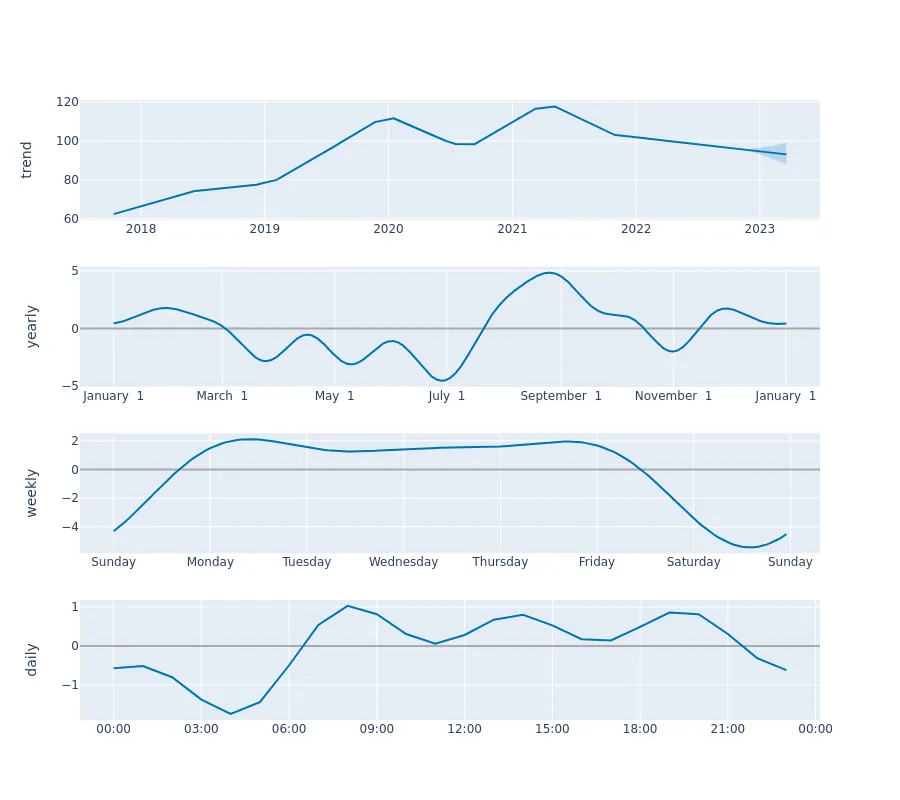 trend
120
100
80
60
2018 2019 2020 2021 2022 2023
yearly
5
0
−5
January 1 March 1 May 1 July 1 September 1 November 1 January 1
weekly
2
0
−2
−4
Sunday Monday Tuesday Wednesday Thursday Friday Saturday Sunday
daily
1
0
−1
00:00 03:00 06:00 09:00 12:00 15:00 18:00 21:00 00:00